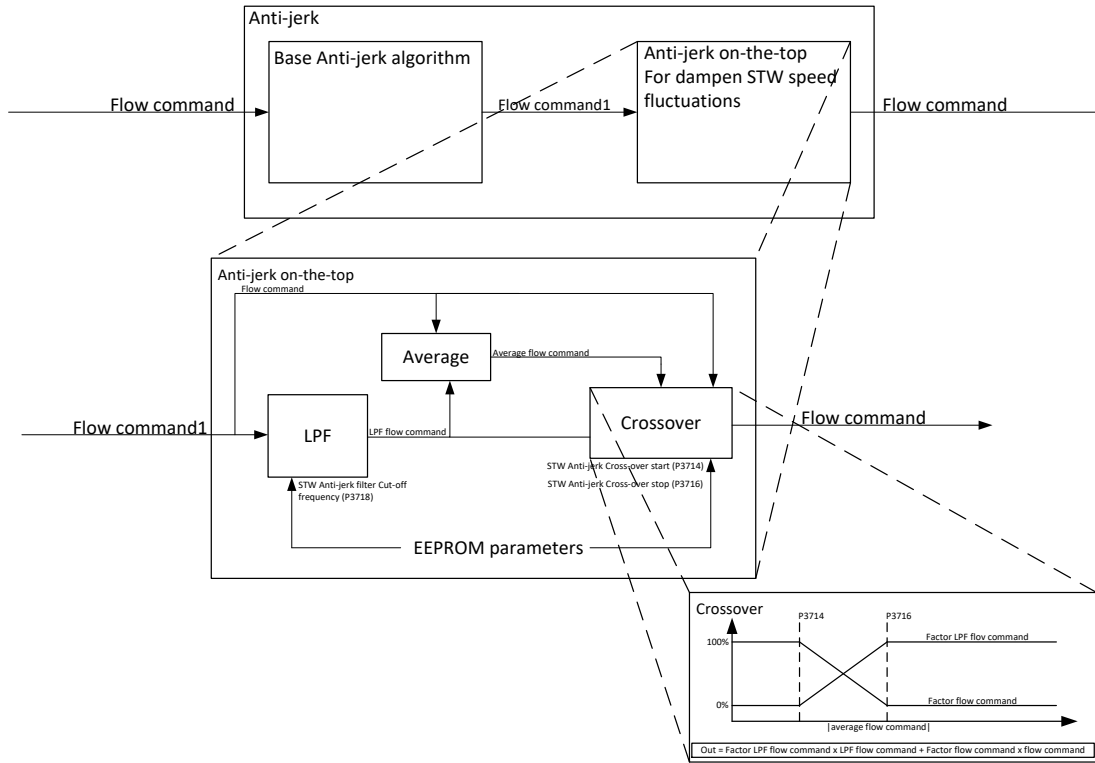 Anti-jerk
Base Anti-jerk algorithm
Anti-jerk on-the-top
For dampen STW speed
fluctuations
Flow command
Flow command1
Flow command
Anti-jerk on-the-top
Flow command
Average
Average flow command
Flow command1
LPF
LPF flow command
Crossover
Flow command
STW Anti-jerk filter Cut-off
frequency (P3718)
STW Anti-jerk Cross-over start (P3714)
STW Anti-jerk Cross-over stop (P3716)
EEPROM parameters
Crossover
P3714
P3716
100%
Factor LPF flov command
0%
Factor flow command
|average flow command|
Out = Factor LPF flow command x LPF flow command + Factor flow command x flow command